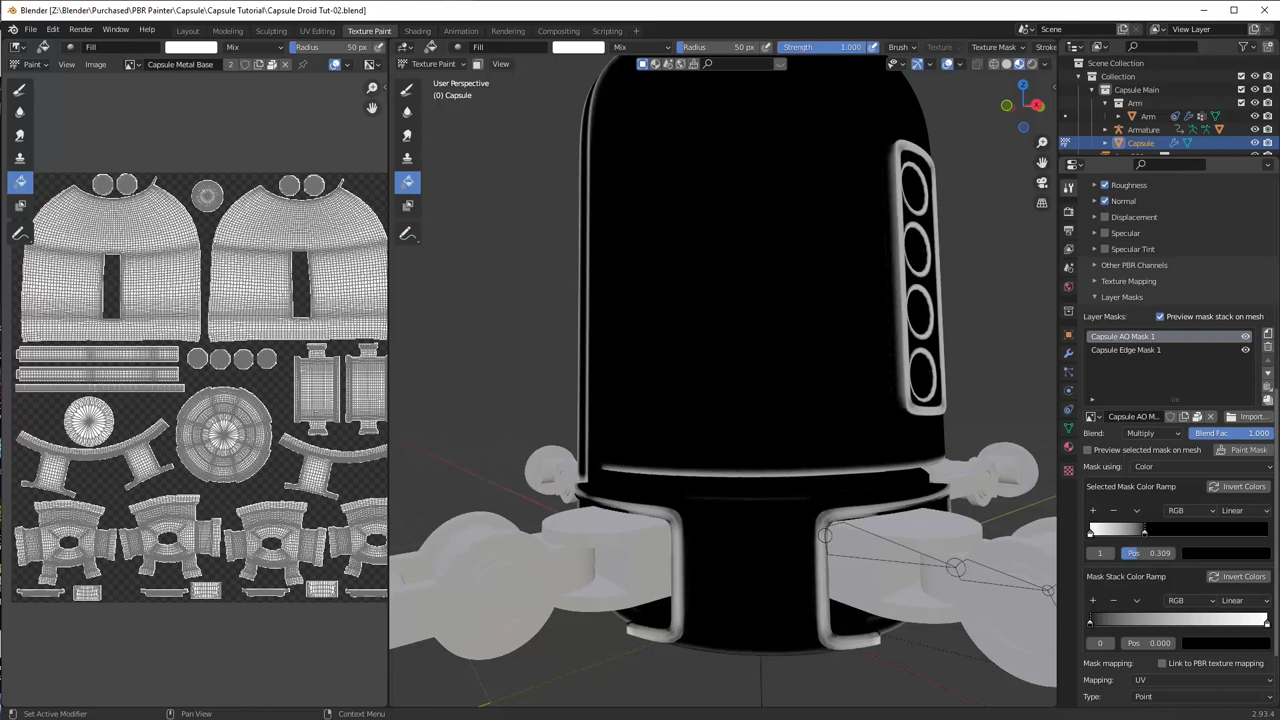 Blender [Z:\Blender\Purchased\PBR Painter\Capsule\Capsule Tutorial\Capsule Droid Tut-02.blend]
File Edit Render Window Help Layout Modeling Sculpting UV Editing Texture Paint Shading Animation Rendering Compositing Scripting Scene View Layer
Fill Mix Radius 50 px Fill Mix Radius 50 px Strength 1.000 Brush Texture Texture Mask Stroke
Paint View Image Capsule Metal Base 2 Texture Paint View
User Perspective
(0) Capsule
Scene Collection
Collection
Capsule Main
Arm
Arm
Armature
Capsule
Roughness
Normal
Displacement
Specular
Specular Tint
Other PBR Channels
Texture Mapping
Layer Masks
Layer Masks: Preview mask stack on mesh
Capsule AO Mask 1
Capsule Edge Mask 1
Capsule AO M... Import...
Blend: Multiply Blend Fac 1.000
Preview selected mask on mesh Paint Mask
Mask using: Color
Selected Mask Color Ramp Invert Colors
RGB Linear
1 Pos 0.309
Mask Stack Color Ramp Invert Colors
RGB Linear
0 Pos 0.000
Mask mapping: Link to PBR texture mapping
Mapping: UV
Type: Point
Set Active Modifier Pan View Context Menu 2.93.4